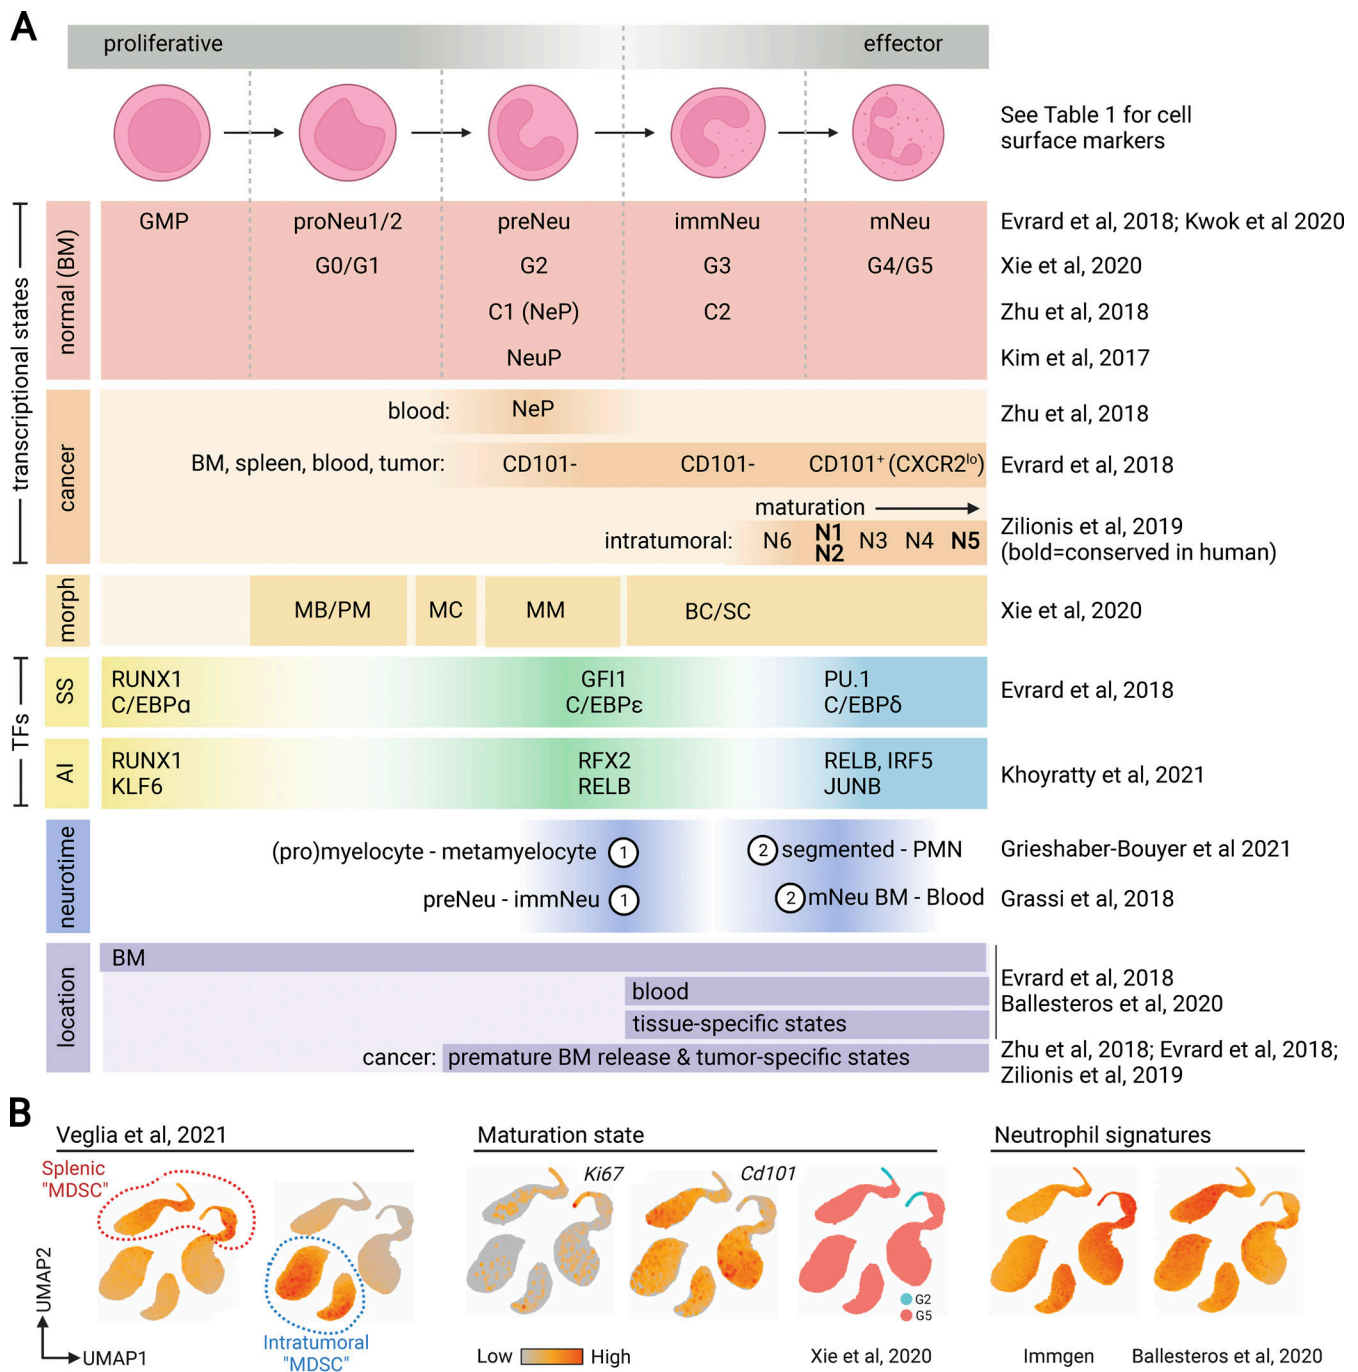 A
proliferative
effector
See Table 1 for cell
surface markers
transcriptional states
normal (BM)
GMP
proNeu1/2
preNeu
immNeu
mNeu
Evrard et al, 2018; Kwok et al 2020
G0/G1
G2
G3
G4/G5
Xie et al, 2020
C1 (NeP)
C2
Zhu et al, 2018
NeuP
Kim et al, 2017
cancer
blood:
NeP
Zhu et al, 2018
BM, spleen, blood, tumor:
CD101-
CD101-
CD101⁺ (CXCR2ˡᵒ)
Evrard et al, 2018
maturation
intratumoral:
N6
N1
N2
N3
N4
N5
Zilionis et al, 2019
(bold=conserved in human)
morph
MB/PM
MC
MM
BC/SC
Xie et al, 2020
TFs
SS
RUNX1
C/EBPα
GFI1
C/EBPε
PU.1
C/EBPδ
Evrard et al, 2018
AI
RUNX1
KLF6
RFX2
RELB
RELB, IRF5
JUNB
Khoyratty et al, 2021
neurotime
(pro)myelocyte - metamyelocyte 1
2 segmented - PMN
Grieshaber-Bouyer et al 2021
preNeu - immNeu 1
2 mNeu BM - Blood
Grassi et al, 2018
location
BM
blood
tissue-specific states
Evrard et al, 2018
Ballesteros et al, 2020
cancer: premature BM release & tumor-specific states
Zhu et al, 2018; Evrard et al, 2018;
Zilionis et al, 2019
B
Veglia et al, 2021
Splenic
"MDSC"
Intratumoral
"MDSC"
UMAP2
UMAP1
Maturation state
Ki67
Cd101
G2
G5
Low
High
Xie et al, 2020
Neutrophil signatures
Immgen
Ballesteros et al, 2020